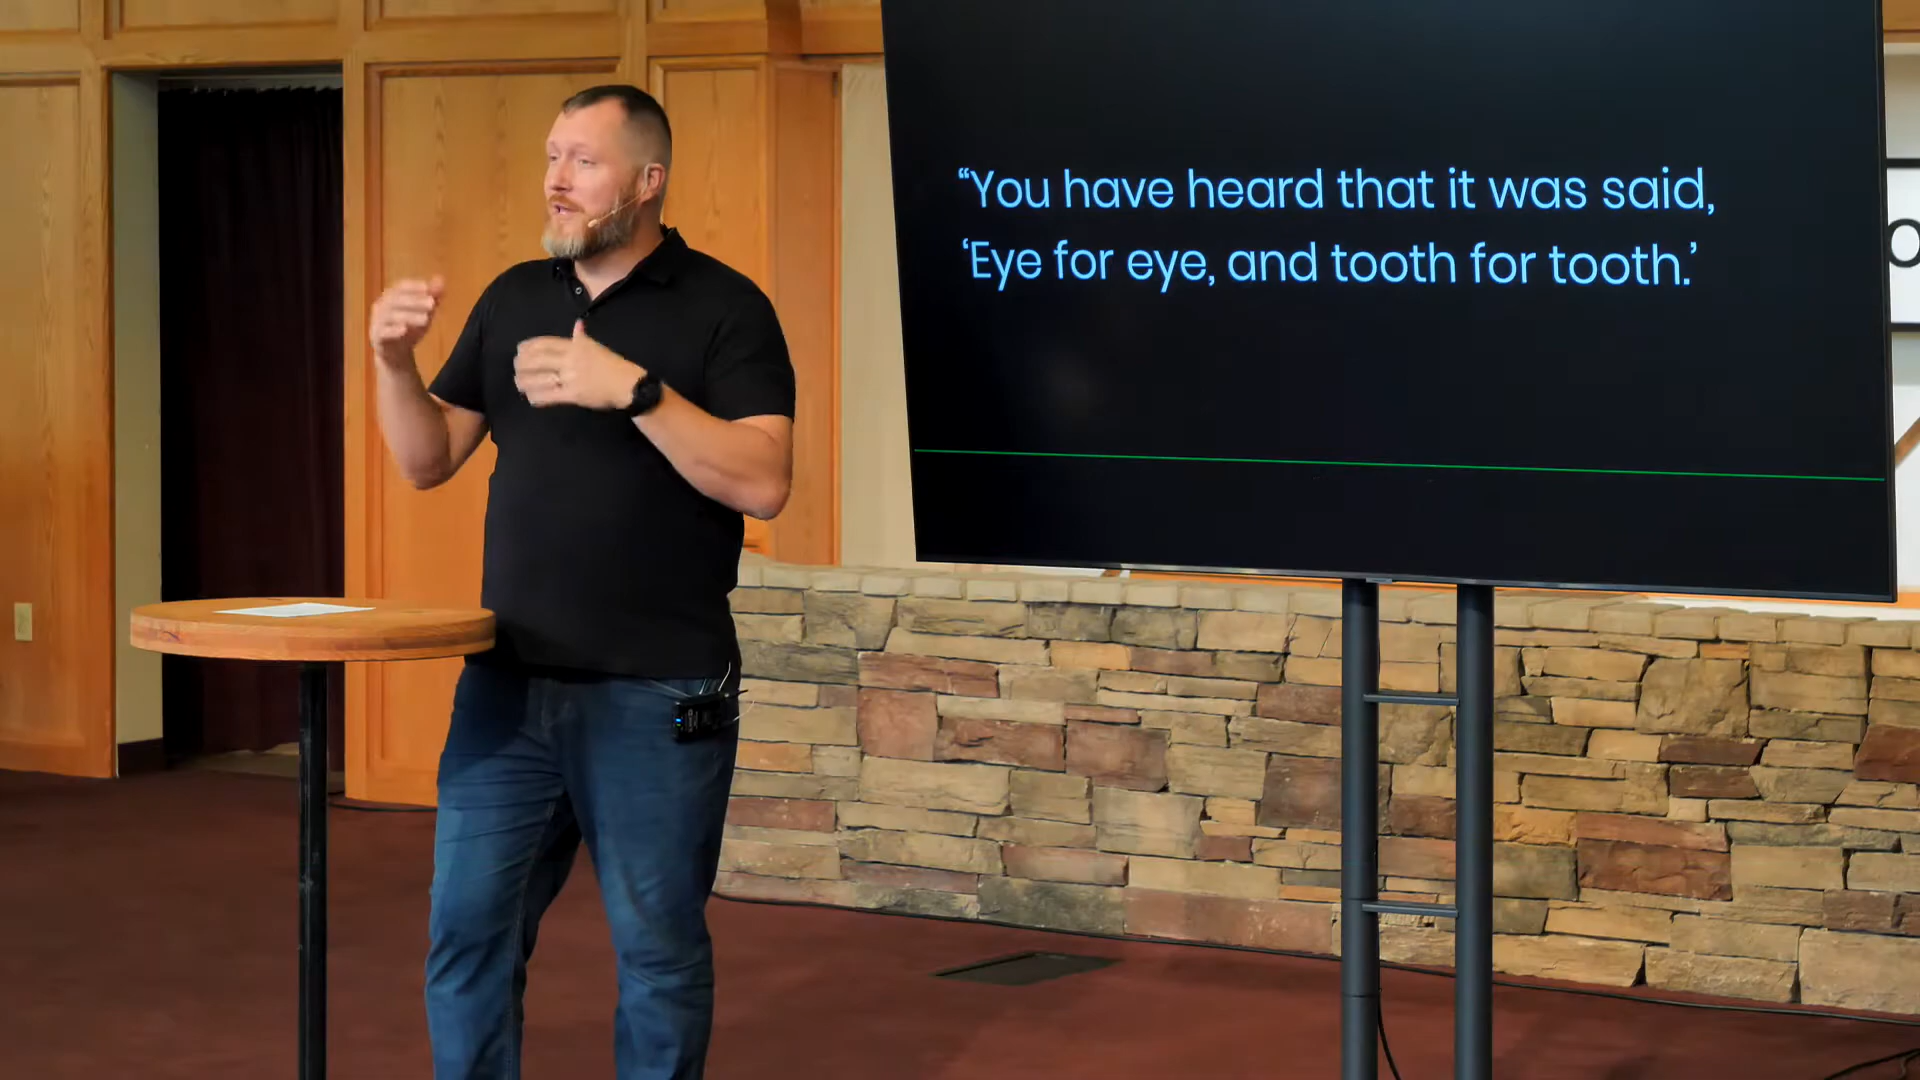 “You have heard that it was said,
‘Eye for eye, and tooth for tooth.’